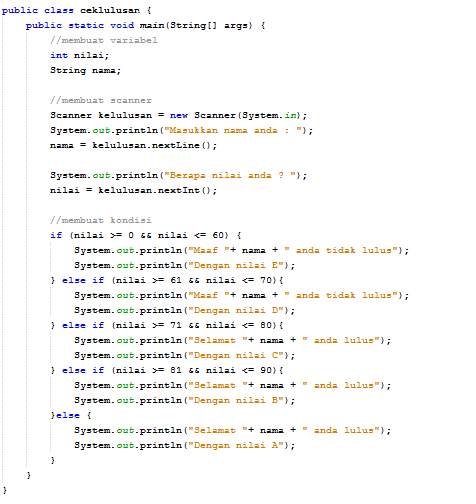 public class ceklulusan {
public static void main(String[] args) {
//membuat variabel
int nilai;
String nama;
//membuat scanner
Scanner kelulusan = new Scanner(System.in);
System.out.println("Masukkan nama anda : ");
nama = kelulusan.nextLine();
System.out.println("Berapa nilai anda ? ");
nilai = kelulusan.nextInt();
//membuat kondisi
if (nilai >= 0 && nilai <= 60) {
System.out.println("Maaf "+ nama + " anda tidak lulus");
System.out.println("Dengan nilai E");
} else if (nilai >= 61 && nilai <= 70){
System.out.println("Maaf "+ nama + " anda tidak lulus");
System.out.println("Dengan nilai D");
} else if (nilai >= 71 && nilai <= 80){
System.out.println("Selamat "+ nama + " anda lulus");
System.out.println("Dengan nilai C");
} else if (nilai >= 81 && nilai <= 90){
System.out.println("Selamat "+ nama + " anda lulus");
System.out.println("Dengan nilai B");
}else {
System.out.println("Selamat "+ nama + " anda lulus");
System.out.println("Dengan nilai A");
}
}
}